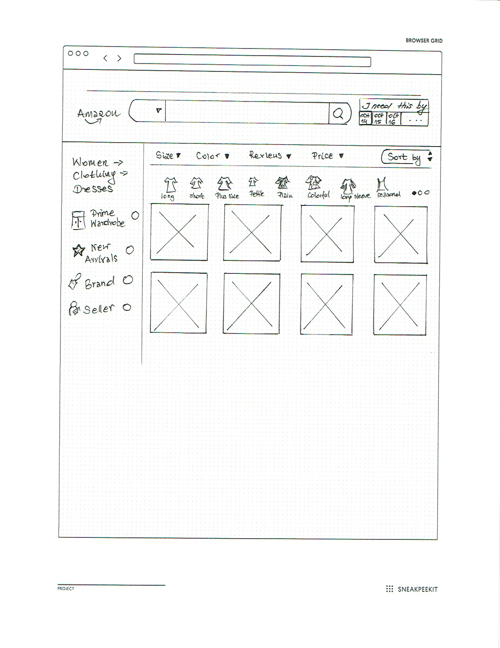 BROWSER GRID
Amazon
I need this by
OCT 14 OCT 15 OCT 16 ...
Size Color Reviews Price Sort by
Women →
Clothing →
Dresses
long short Plus size Petite Plain Colorful long sleeve seasonal
Prime
Wardrobe
New
Arrivals
Brand
Seller
PROJECT
SNEAKPEEKIT